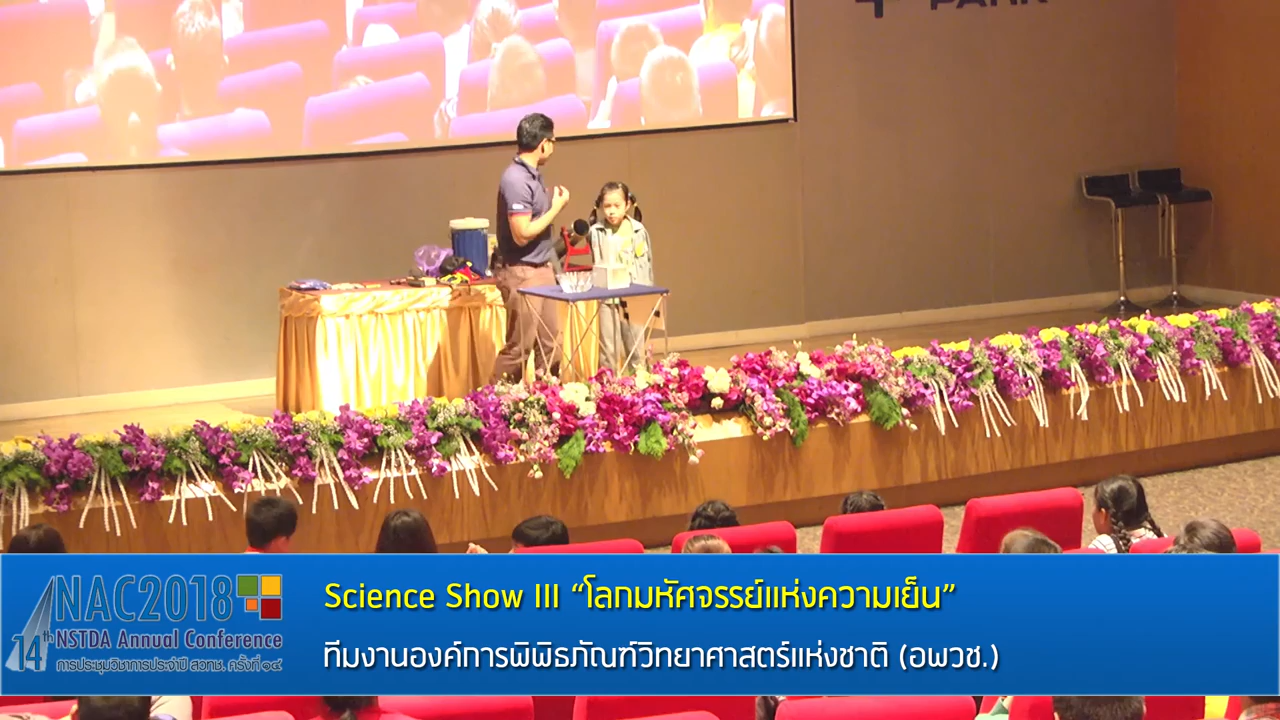 PARK
Science Show III “โลกมหัศจรรย์แห่งความเย็น”
ทีมงานองค์การพิพิธภัณฑ์วิทยาศาสตร์แห่งชาติ (อพวช.)
NAC2018
14th NSTDA Annual Conference
การประชุมวิชาการประจำปี สวทช. ครั้งที่ ๑๔